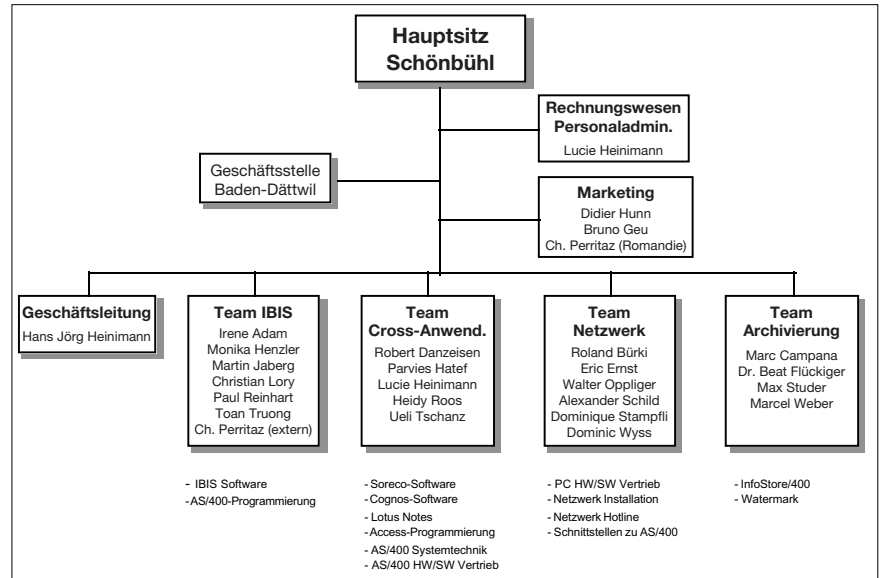 Hauptsitz
Schönbühl
Rechnungswesen
Personaladmin.
Lucie Heinimann
Geschäftsstelle
Baden-Dättwil
Marketing
Didier Hunn
Bruno Geu
Ch. Perritaz (Romandie)
Geschäftsleitung
Hans Jörg Heinimann
Team IBIS
Irene Adam
Monika Henzler
Martin Jaberg
Christian Lory
Paul Reinhart
Toan Truong
Ch. Perritaz (extern)
Team
Cross-Anwend.
Robert Danzeisen
Parvies Hatef
Lucie Heinimann
Heidy Roos
Ueli Tschanz
Team
Netzwerk
Roland Bürki
Eric Ernst
Walter Oppliger
Alexander Schild
Dominique Stampfli
Dominic Wyss
Team
Archivierung
Marc Campana
Dr. Beat Flückiger
Max Studer
Marcel Weber
- IBIS Software
- AS/400-Programmierung
- Soreco-Software
- Cognos-Software
- Lotus Notes
- Access-Programmierung
- AS/400 Systemtechnik
- AS/400 HW/SW Vertrieb
- PC HW/SW Vertrieb
- Netzwerk Installation
- Netzwerk Hotline
- Schnittstellen zu AS/400
- InfoStore/400
- Watermark